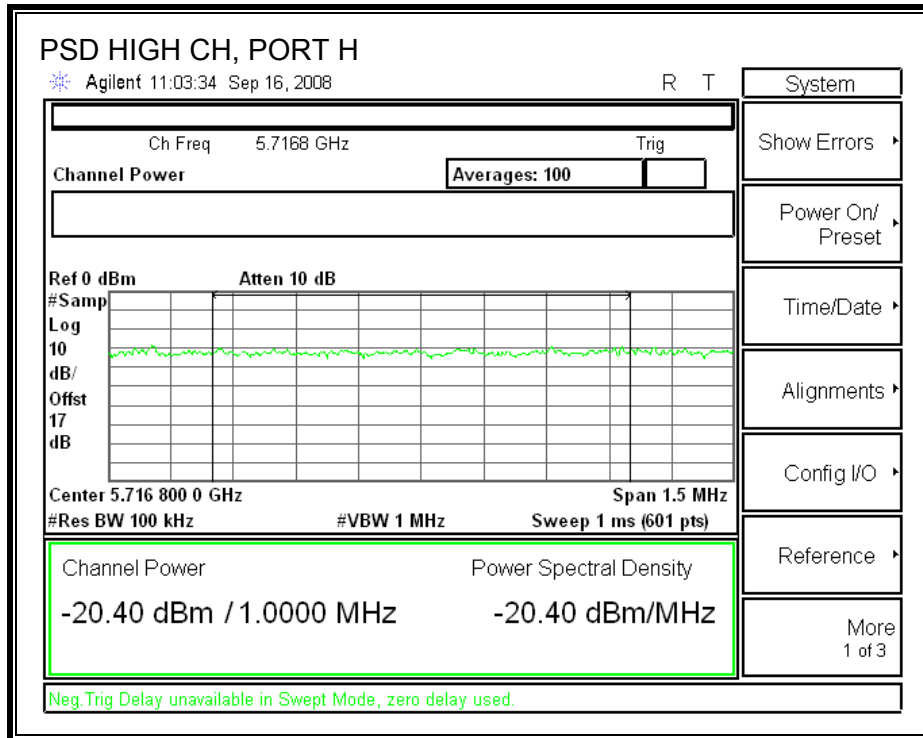 PSD HIGH CH, PORT H
Agilent 11:03:34 Sep 16, 2008 R T
System
Ch Freq 5.7168 GHz Trig
Show Errors
Channel Power Averages: 100
Power On/
Preset
Ref 0 dBm Atten 10 dB
#Samp
Log
10
dB/
Offst
17
dB
Time/Date
Alignments
Config I/O
Center 5.716 800 0 GHz Span 1.5 MHz
#Res BW 100 kHz #VBW 1 MHz Sweep 1 ms (601 pts)
Channel Power Power Spectral Density
Reference
-20.40 dBm / 1.0000 MHz -20.40 dBm/MHz
More
1 of 3
Neg.Trig Delay unavailable in Swept Mode, zero delay used.